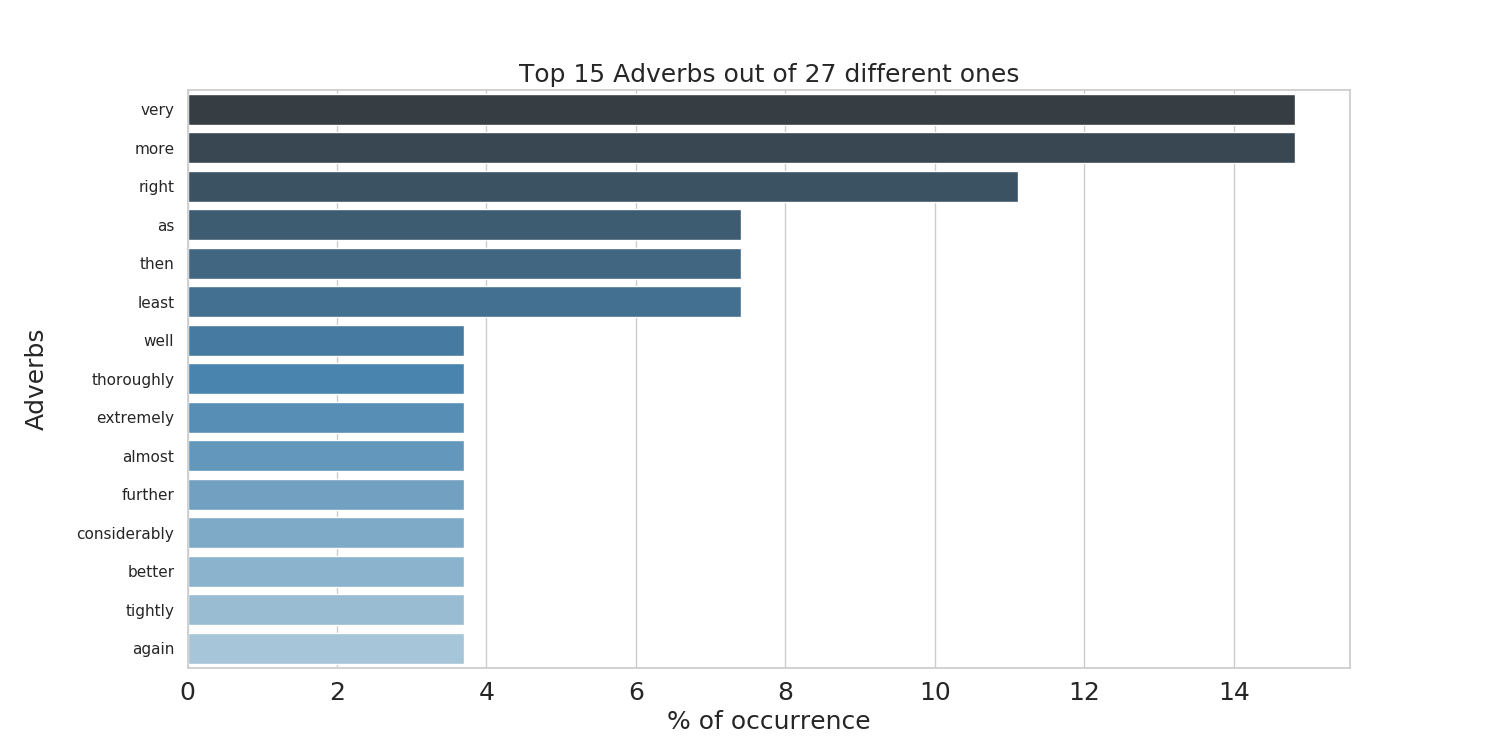 Top 15 Adverbs out of 27 different ones
very
more
right
as
then
least
well
thoroughly
extremely
almost
further
considerably
better
tightly
again
Adverbs
0 2 4 6 8 10 12 14
% of occurrence